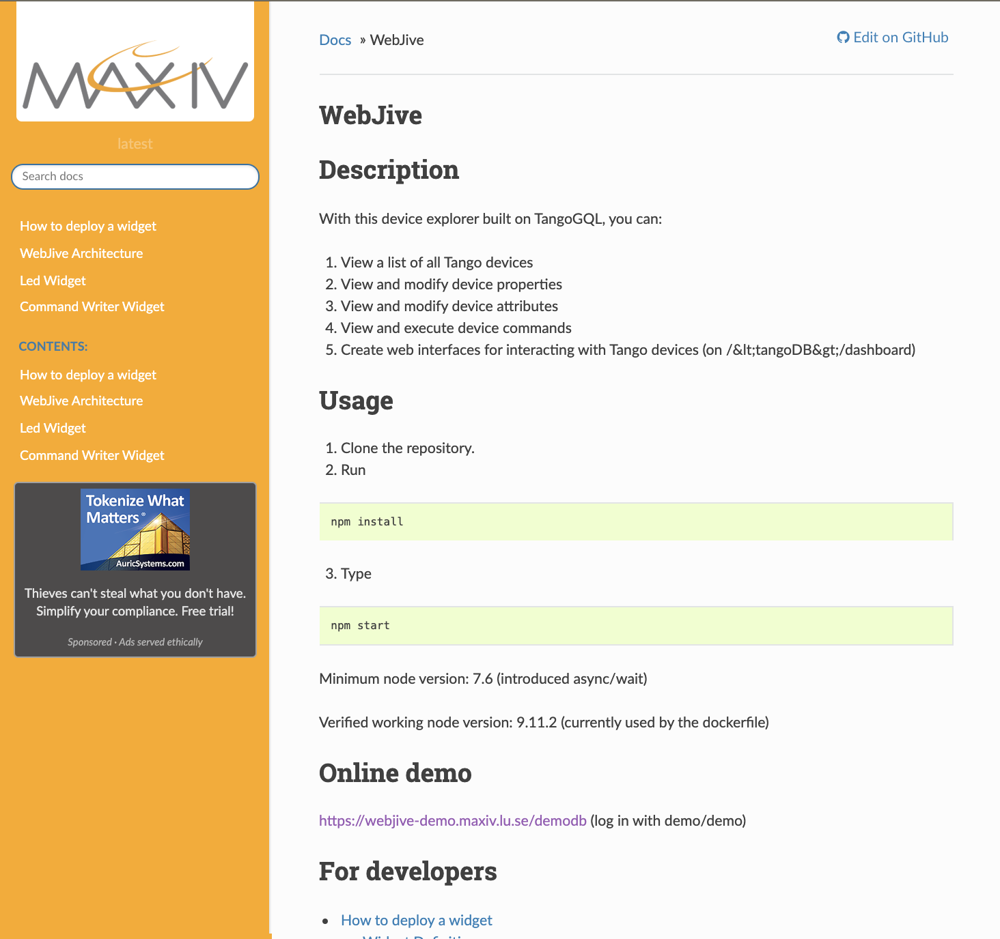 MAXIV
latest
Search docs
How to deploy a widget
WebJive Architecture
Led Widget
Command Writer Widget
CONTENTS:
How to deploy a widget
WebJive Architecture
Led Widget
Command Writer Widget
Tokenize What
Matters®
AuricSystems.com
Thieves can't steal what you don't have.
Simplify your compliance. Free trial!
Sponsored · Ads served ethically
Docs » WebJive
Edit on GitHub
WebJive
Description
With this device explorer built on TangoGQL, you can:
1. View a list of all Tango devices
2. View and modify device properties
3. View and modify device attributes
4. View and execute device commands
5. Create web interfaces for interacting with Tango devices (on /&lt;tangoDB&gt;/dashboard)
Usage
1. Clone the repository.
2. Run
npm install
3. Type
npm start
Minimum node version: 7.6 (introduced async/wait)
Verified working node version: 9.11.2 (currently used by the dockerfile)
Online demo
https://webjive-demo.maxiv.lu.se/demodb (log in with demo/demo)
For developers
• How to deploy a widget